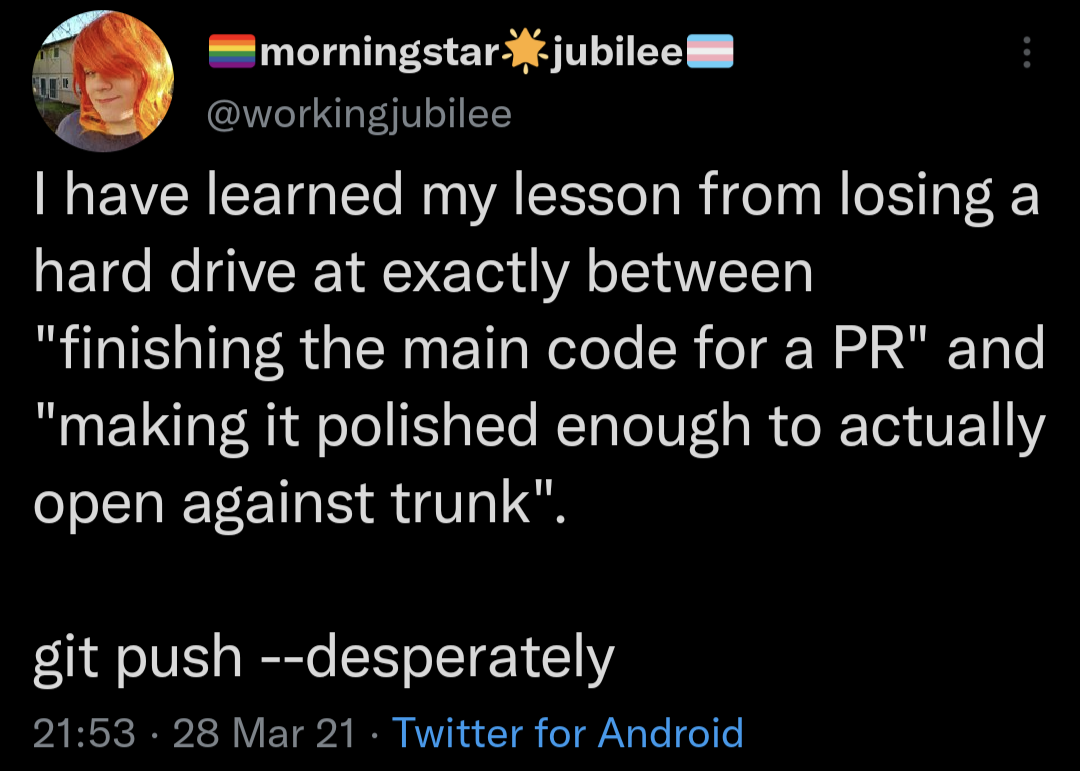 🏳️‍🌈morningstar🌟jubilee🏳️‍⚧️
@workingjubilee
I have learned my lesson from losing a
hard drive at exactly between
"finishing the main code for a PR" and
"making it polished enough to actually
open against trunk".
git push --desperately
21:53 · 28 Mar 21 · Twitter for Android